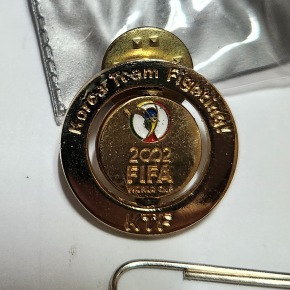 Korea Team Fighting!!
2002
FIFA
WORLD CUP
KTF